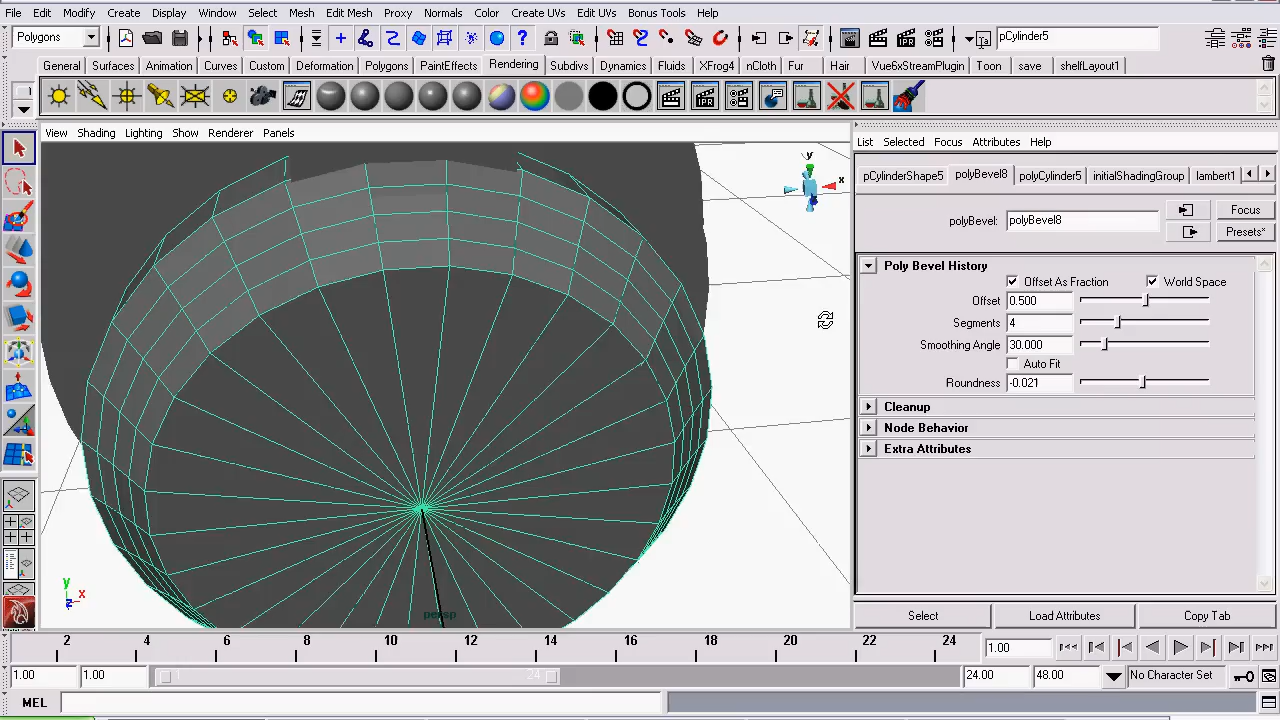 File Edit Modify Create Display Window Select Mesh Edit Mesh Proxy Normals Color Create UVs Edit UVs Bonus Tools Help
Polygons pCylinder5
General Surfaces Animation Curves Custom Deformation Polygons PaintEffects Rendering Subdivs Dynamics Fluids XFrog4 nCloth Fur Hair Vue6xStreamPlugin Toon save shelfLayout1
IPR
View Shading Lighting Show Renderer Panels
List Selected Focus Attributes Help
pCylinderShape5 polyBevel8 polyCylinder5 initialShadingGroup lambert1
polyBevel: polyBevel8 Focus
Presets*
Poly Bevel History
Offset As Fraction World Space
Offset 0.500
Segments 4
Smoothing Angle 30.000
Auto Fit
Roundness -0.021
Cleanup
Node Behavior
Extra Attributes
y
x
y
x
z
persp
Select Load Attributes Copy Tab
2 4 6 8 10 12 14 16 18 20 22 24 1.00
1.00 1.00 1 24 24.00 48.00 No Character Set
MEL